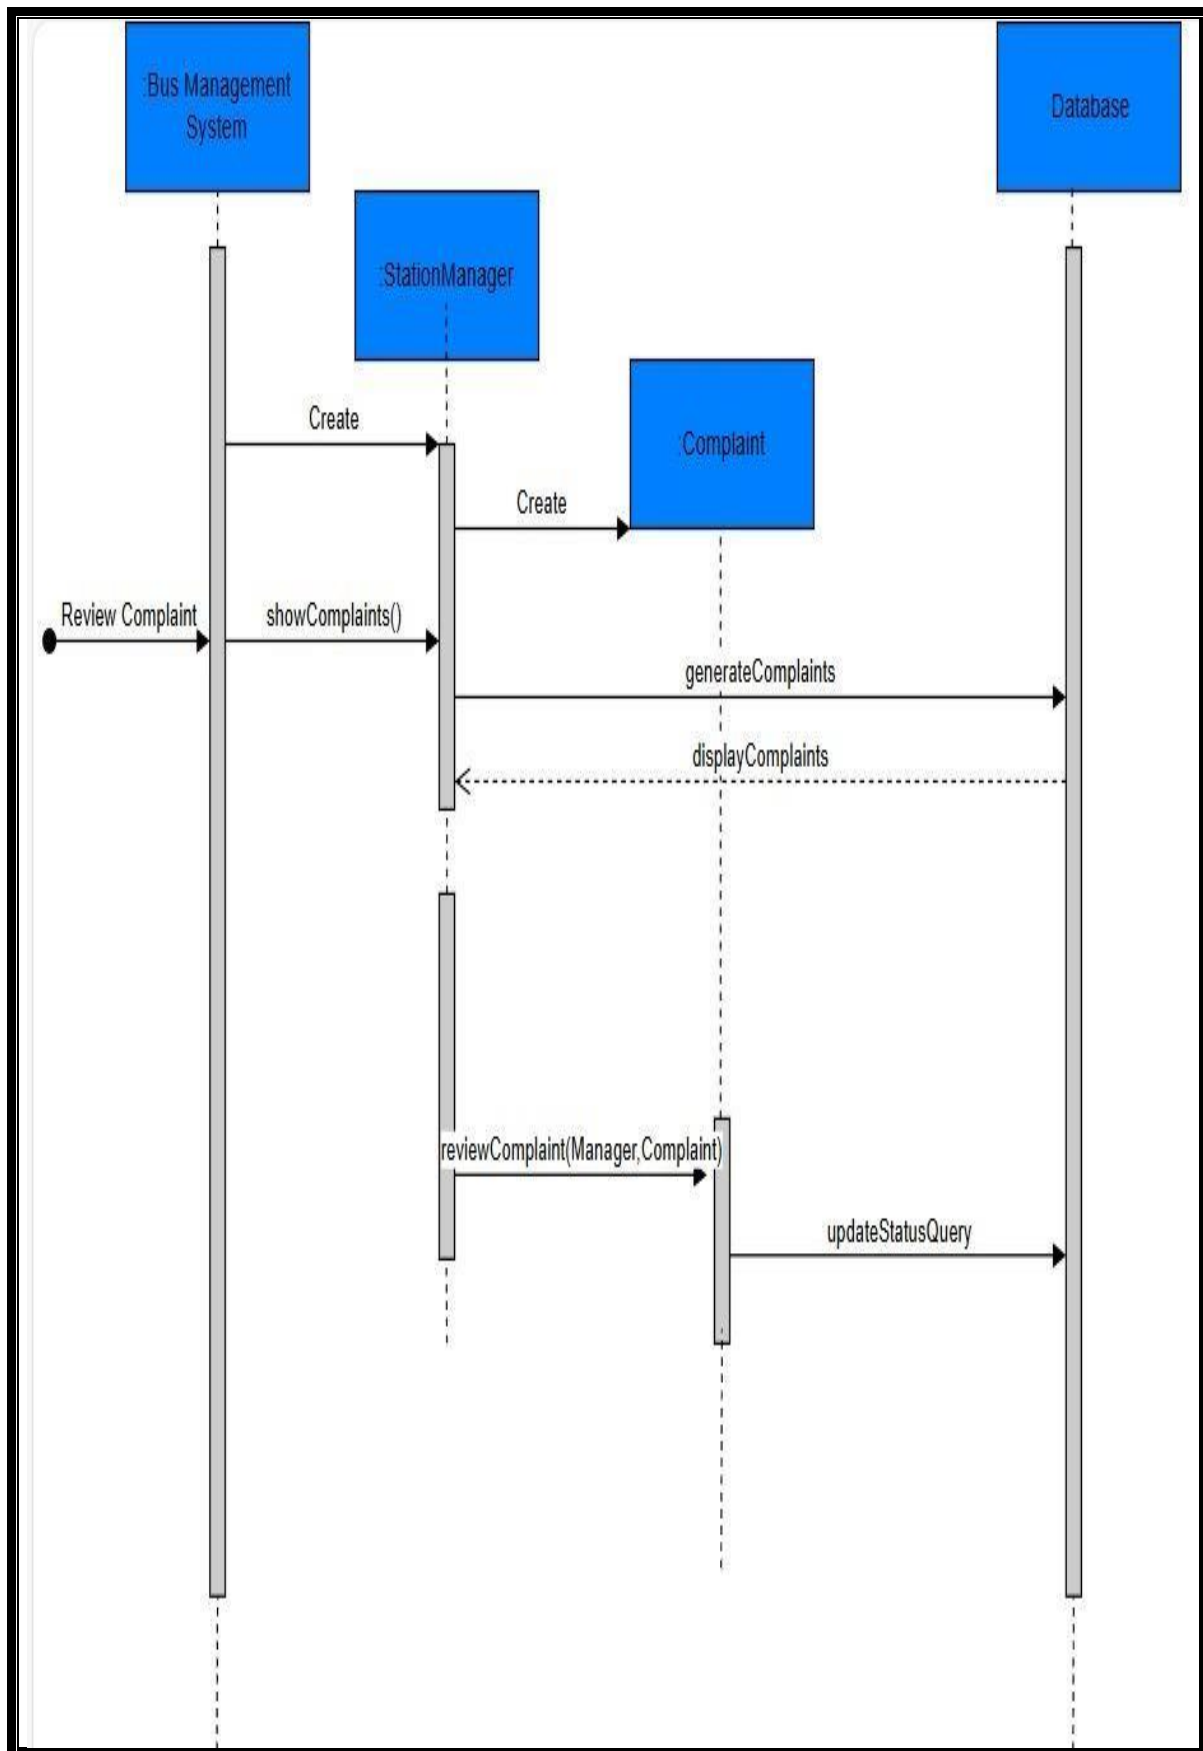 :Bus Management
System
Database
:StationManager
:Complaint
Create
Create
Review Complaint
showComplaints()
generateComplaints
displayComplaints
reviewComplaint(Manager,Complaint)
updateStatusQuery